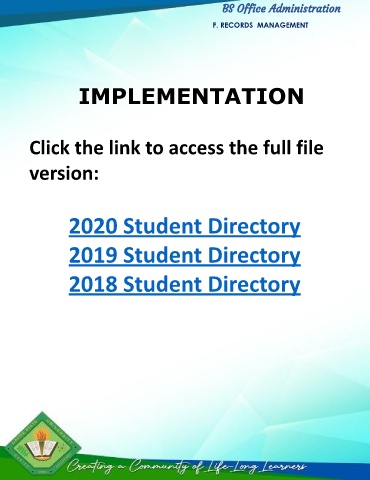 BS Office Administration
F. RECORDS MANAGEMENT
IMPLEMENTATION
Click the link to access the full file
version:
2020 Student Directory
2019 Student Directory
2018 Student Directory
Creating a Community of Life-Long Learners